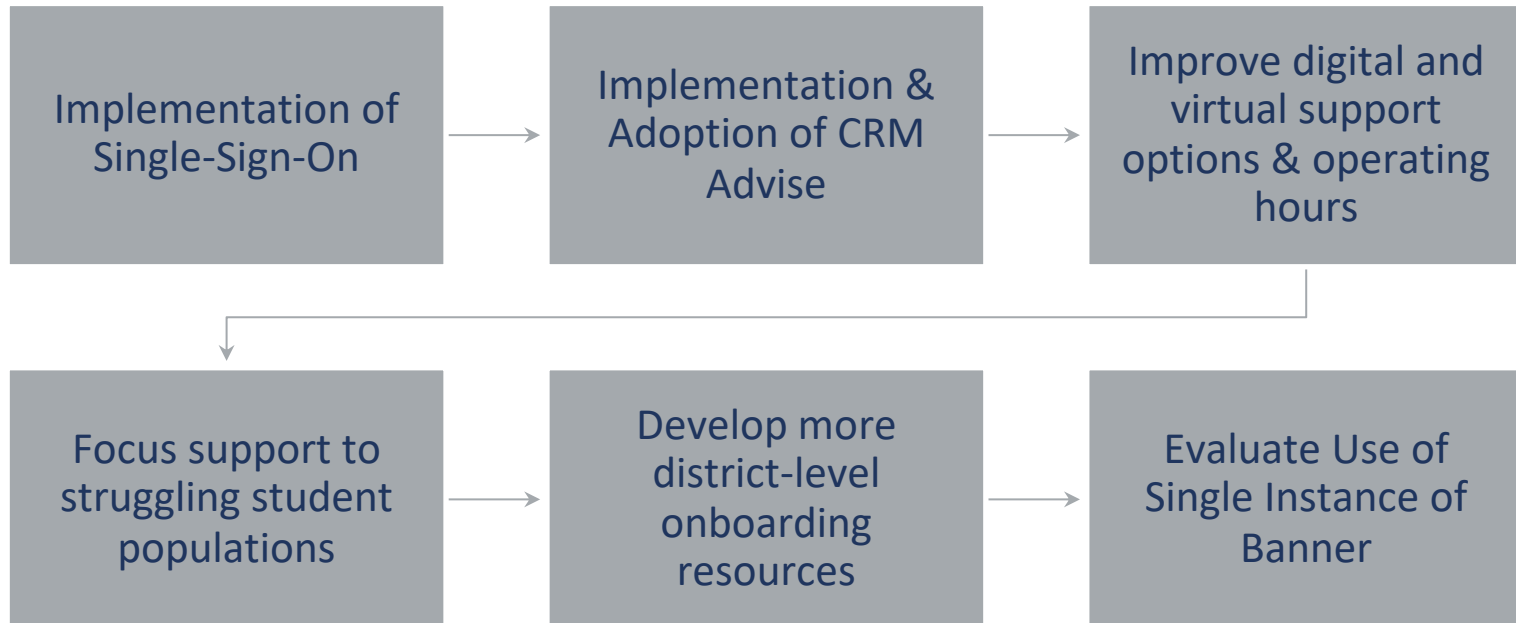 Implementation of
Single-Sign-On
Implementation &
Adoption of CRM
Advise
Improve digital and
virtual support
options & operating
hours
Focus support to
struggling student
populations
Develop more
district-level
onboarding
resources
Evaluate Use of
Single Instance of
Banner